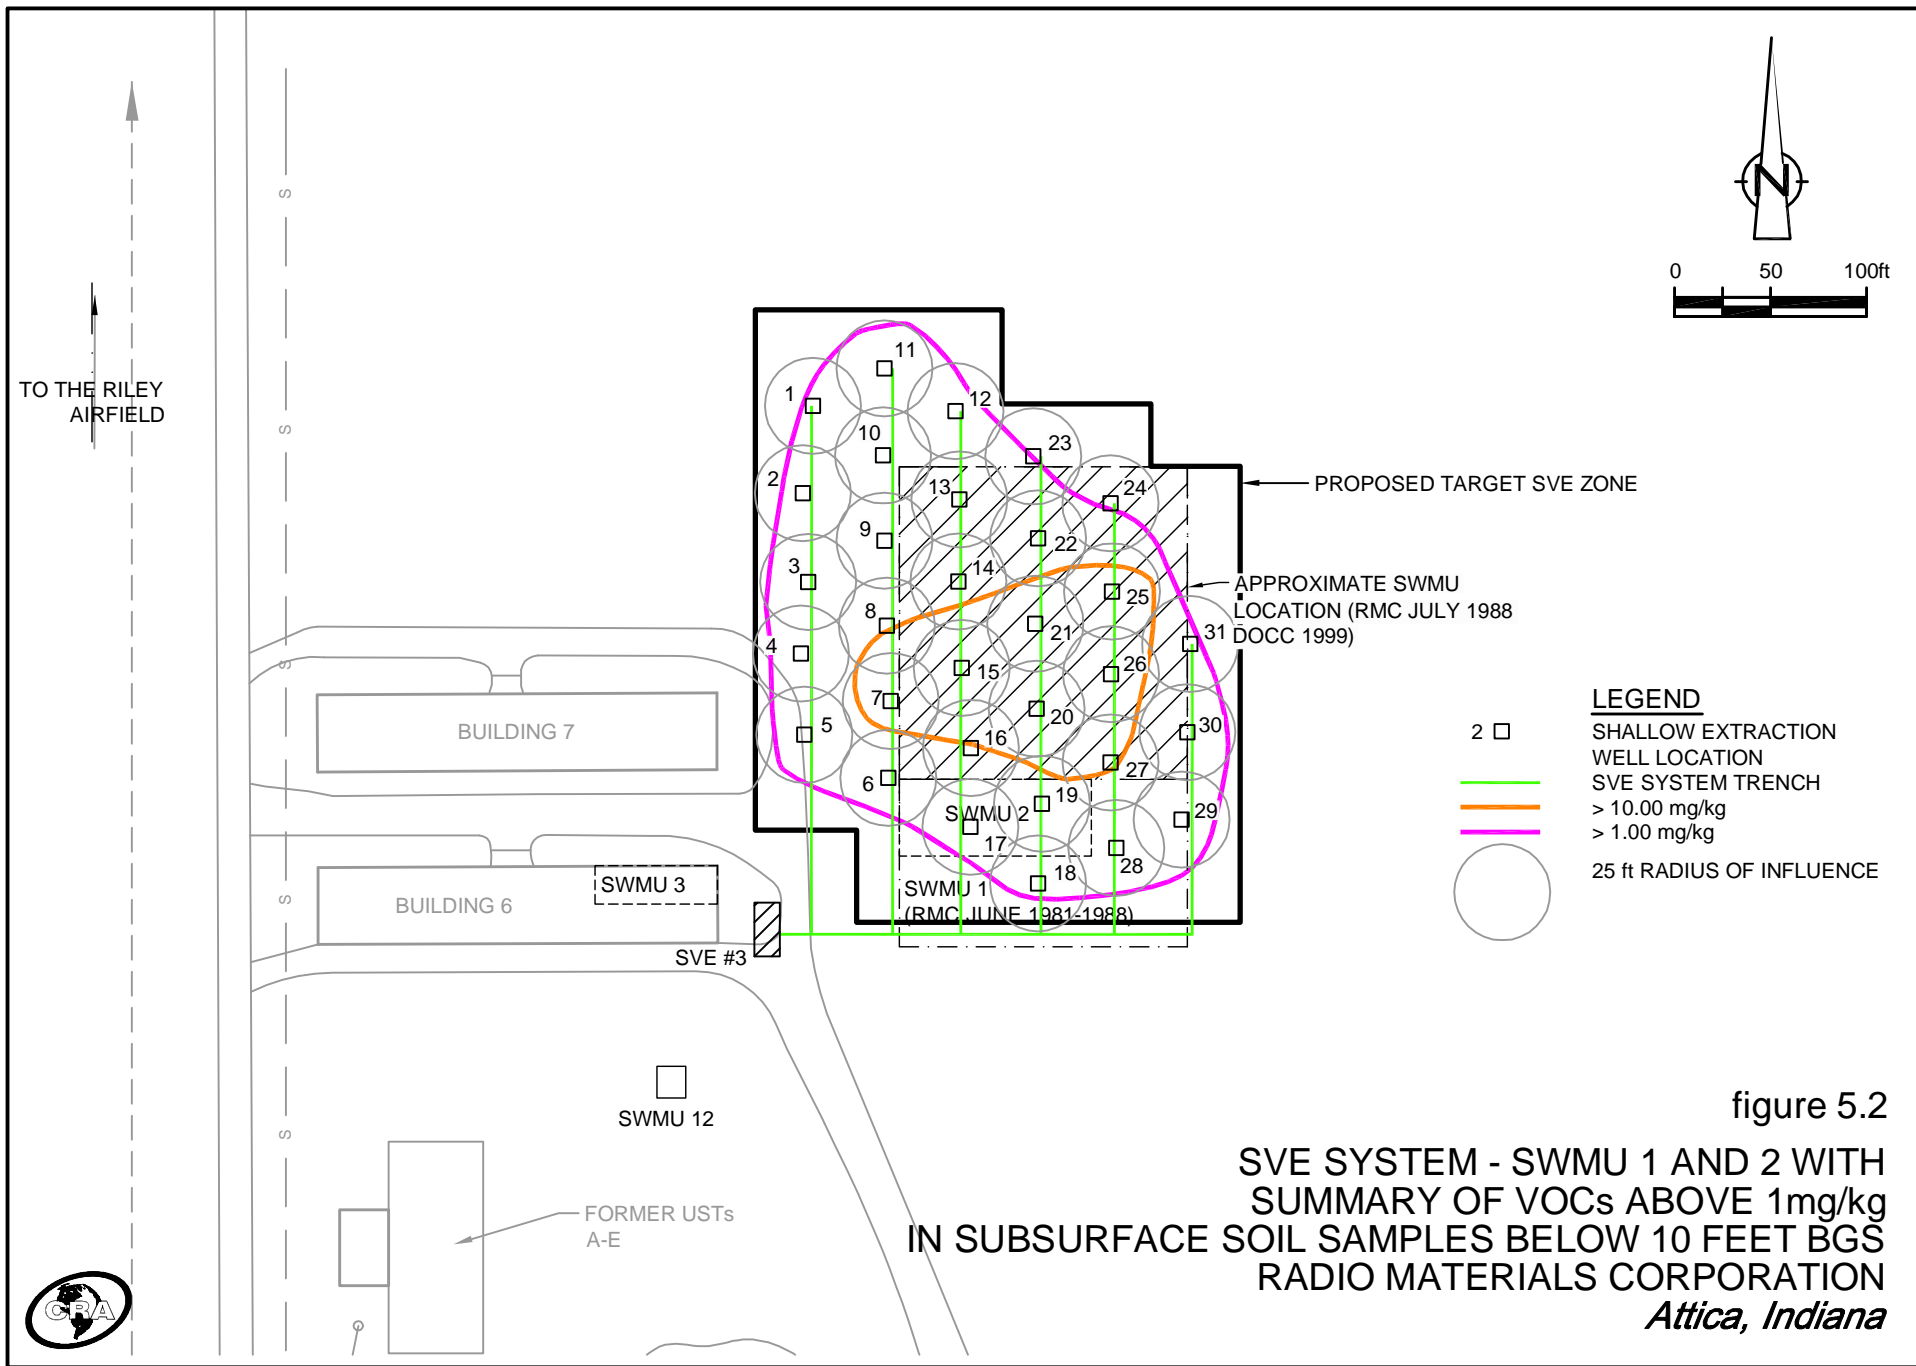 N
0 50 100ft
TO THE RILEY
AIRFIELD
S
S
S
S
S
11
1
12
10
23
2
13
24
9
22
3
14
25
8
21
31
4
15
26
7
20
5
16
30
27
6
19
29
SWMU 2
17
28
18
SWMU 1
(RMC JUNE 1981-1988)
PROPOSED TARGET SVE ZONE
APPROXIMATE SWMU
LOCATION (RMC JULY 1988
DOCC 1999)
BUILDING 7
BUILDING 6
SWMU 3
SVE #3
SWMU 12
FORMER USTs
A-E
LEGEND
2 SHALLOW EXTRACTION
WELL LOCATION
SVE SYSTEM TRENCH
> 10.00 mg/kg
> 1.00 mg/kg
25 ft RADIUS OF INFLUENCE
figure 5.2
SVE SYSTEM - SWMU 1 AND 2 WITH
SUMMARY OF VOCs ABOVE 1mg/kg
IN SUBSURFACE SOIL SAMPLES BELOW 10 FEET BGS
RADIO MATERIALS CORPORATION
Attica, Indiana
CRA